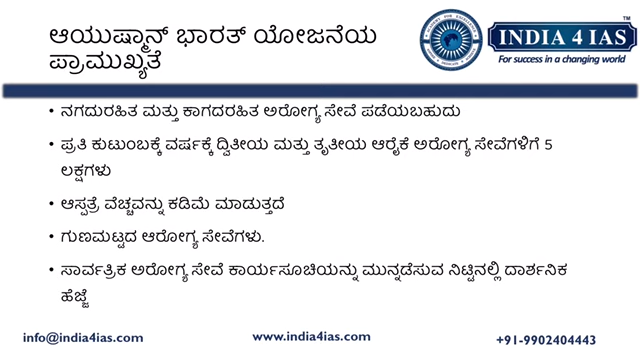 ಆಯುಷ್ಮಾನ್ ಭಾರತ್ ಯೋಜನೆಯ
ಪ್ರಾಮುಖ್ಯತೆ
INDIA 4 IAS
For success in a changing world
• ನಗದುರಹಿತ ಮತ್ತು ಕಾಗದರಹಿತ ಅರೋಗ್ಯ ಸೇವೆ ಪಡೆಯಬಹುದು
• ಪ್ರತಿ ಕುಟುಂಬಕ್ಕೆ ವರ್ಷಕ್ಕೆ ದ್ವಿತೀಯ ಮತ್ತು ತೃತೀಯ ಆರೈಕೆ ಅರೋಗ್ಯ ಸೇವೆಗಳಿಗೆ 5
ಲಕ್ಷಗಳು
• ಆಸ್ಪತ್ರೆ ವೆಚ್ಚವನ್ನು ಕಡಿಮೆ ಮಾಡುತ್ತದೆ
• ಗುಣಮಟ್ಟದ ಆರೋಗ್ಯ ಸೇವೆಗಳು.
• ಸಾರ್ವತ್ರಿಕ ಅರೋಗ್ಯ ಸೇವೆ ಕಾರ್ಯಸೂಚಿಯನ್ನು ಮುನ್ನಡೆಸುವ ನಿಟ್ಟಿನಲ್ಲಿ ದಾರ್ಶನಿಕ
ಹೆಜ್ಜೆ
info@india4ias.com
www.india4ias.com
+91-9902404443